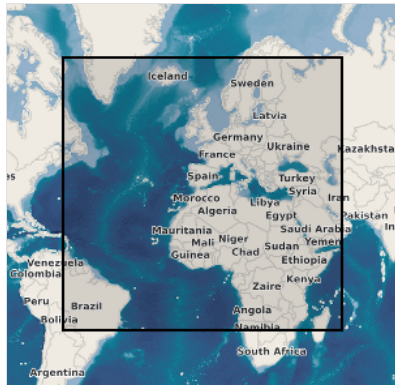 Iceland
Sweden
Latvia
Germany
Ukraine
Kazakhsta
France
es
Spain
Turkey
Syria
Morocco
Libya
Iran
Algeria
Egypt
Pakistan
Mauritania
Saudi Arabia
In
Mali
Niger
Sudan
Yemen
Guinea
Chad
Ethiopia
Venezuela
Colombia
Kenya
Zaire
Peru
Brazil
Angola
Bolivia
Namibia
South Africa
Argentina